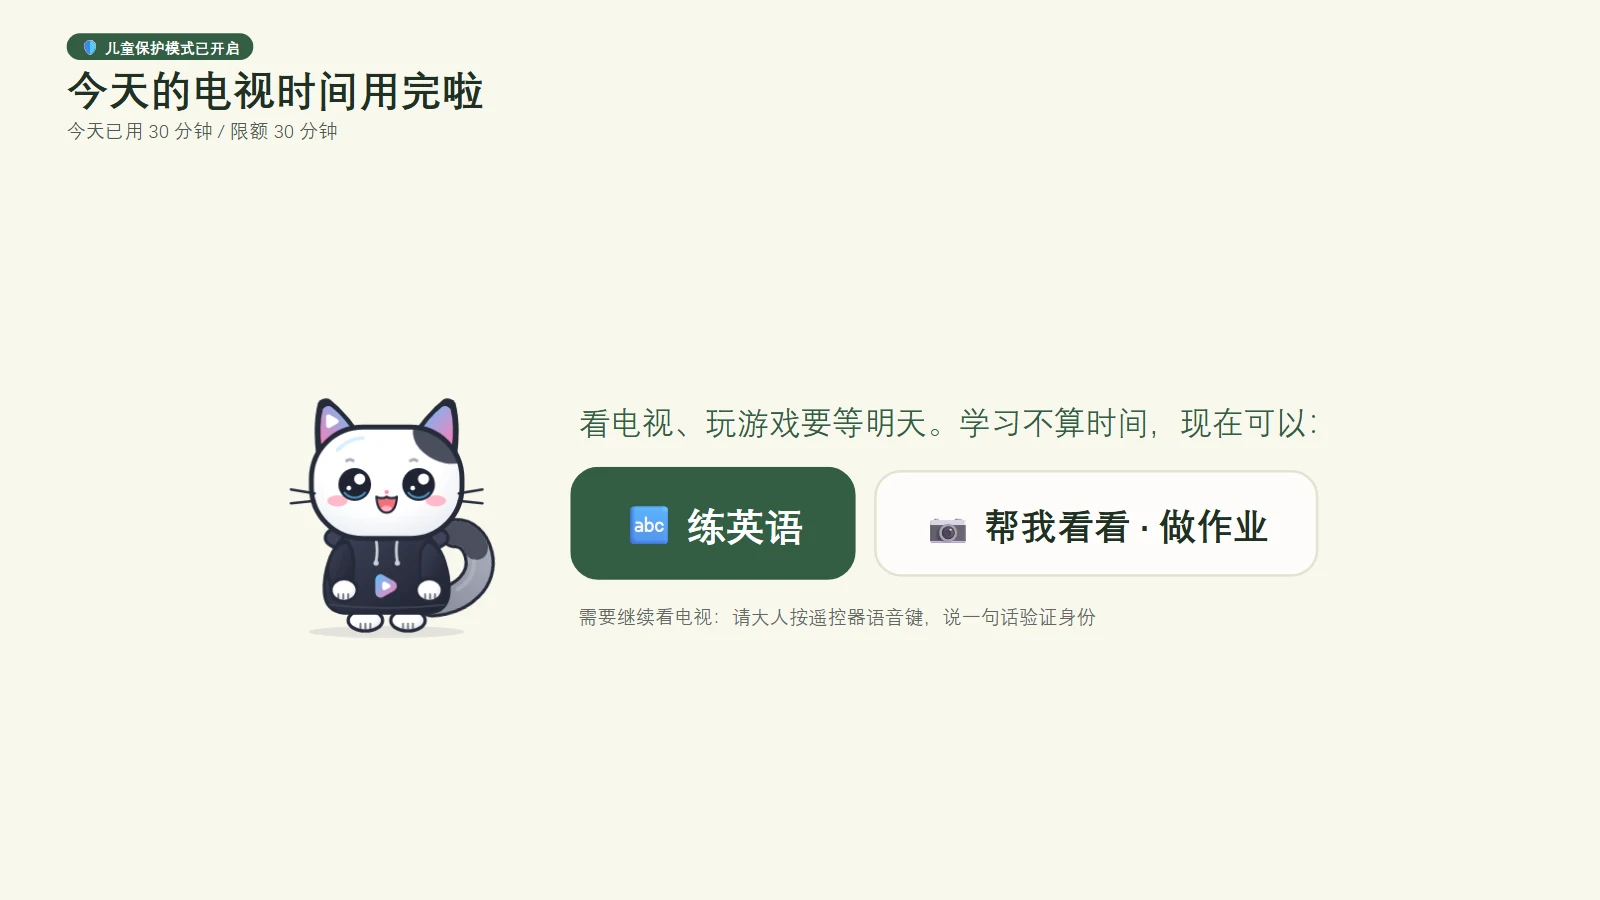 儿童保护模式已开启
今天的电视时间用完啦
今天已用 30 分钟 / 限额 30 分钟
看电视、玩游戏要等明天。学习不算时间，现在可以：
abc 练英语
帮我看看 · 做作业
需要继续看电视：请大人按遥控器语音键，说一句话验证身份